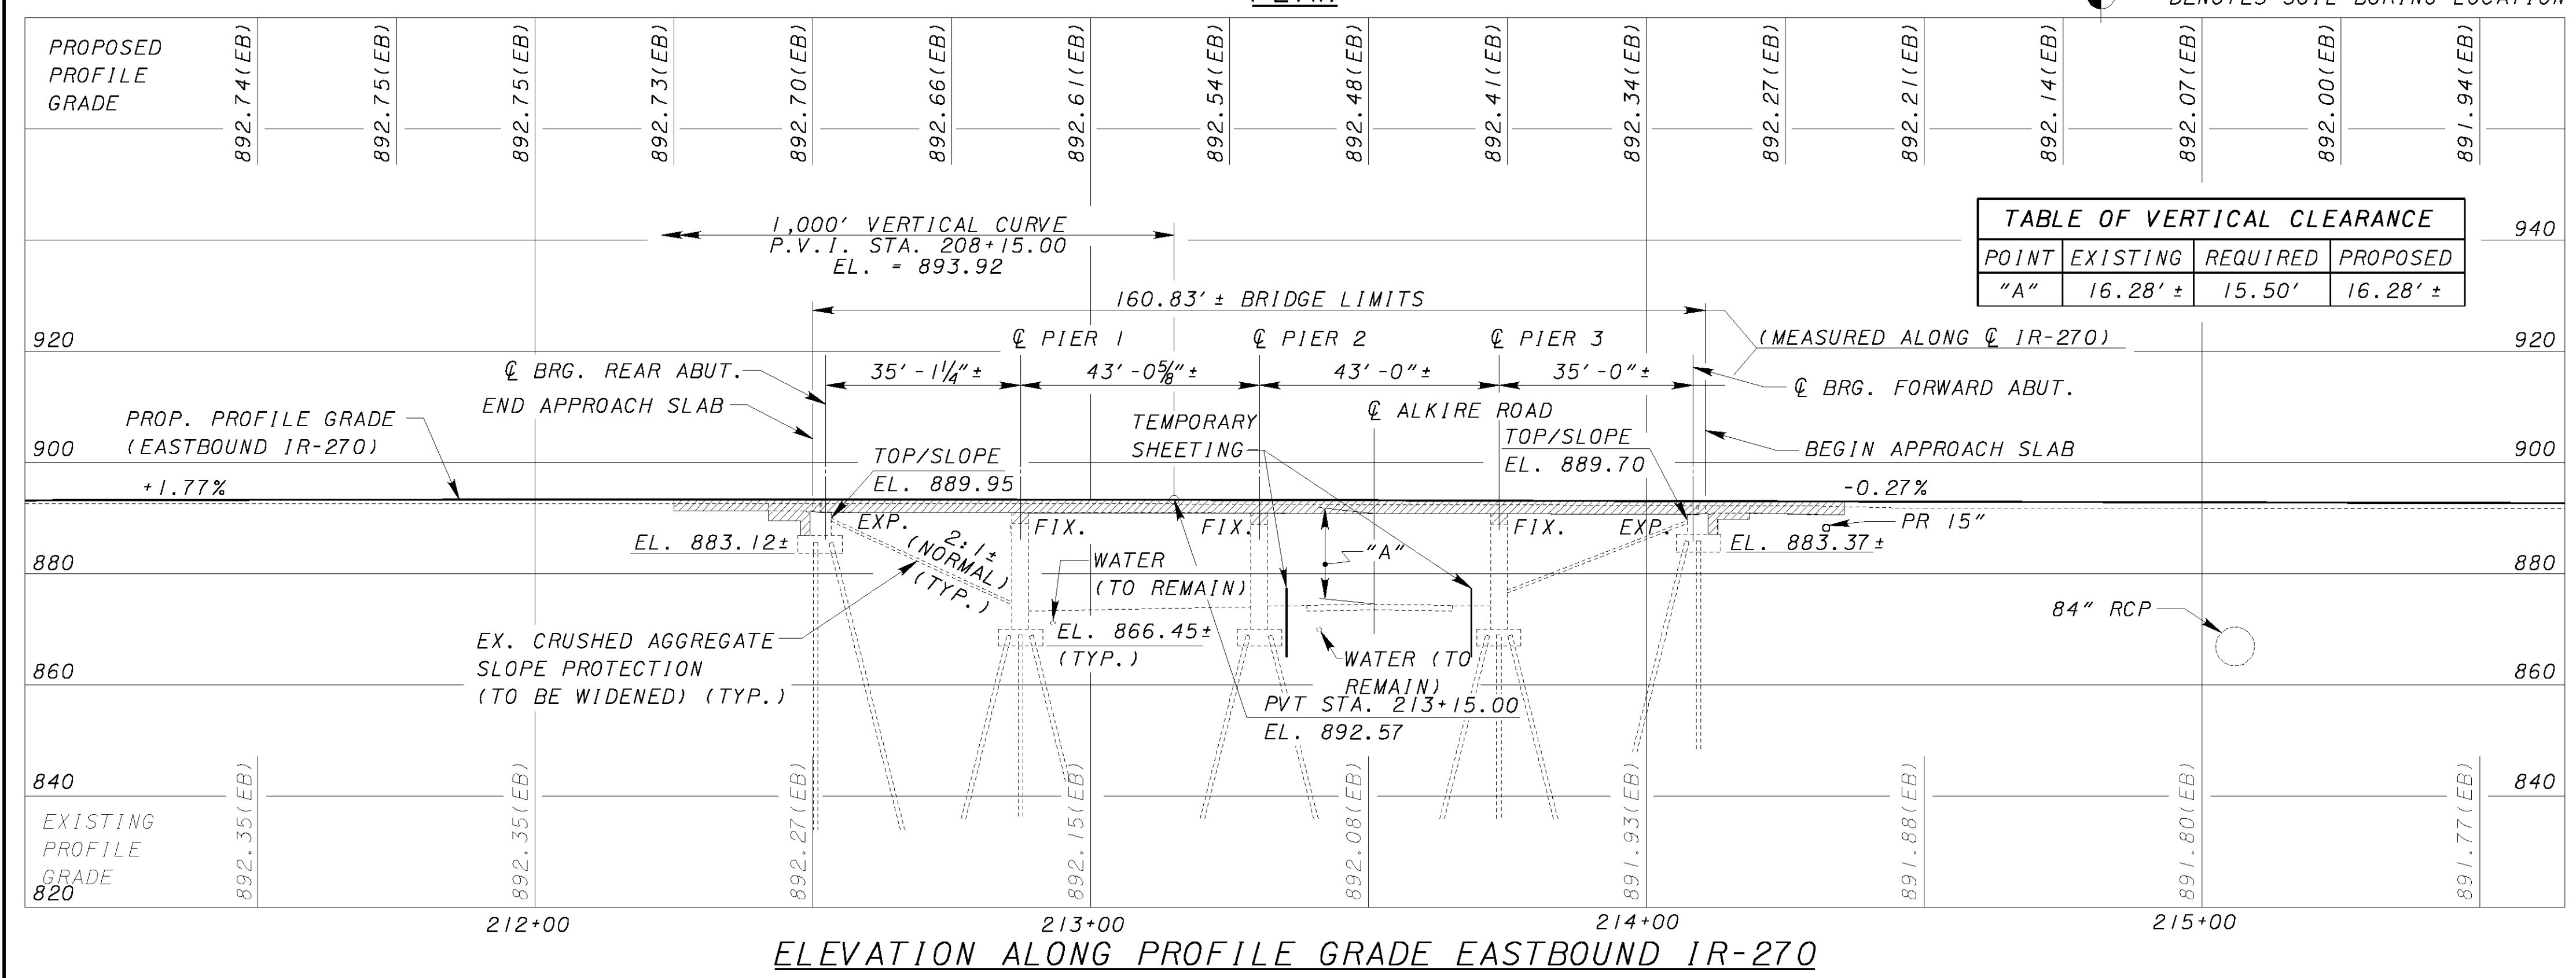 PROPOSED
PROFILE
GRADE
892.74(EB)
892.75(EB)
892.75(EB)
892.73(EB)
892.70(EB)
892.66(EB)
892.61(EB)
892.54(EB)
892.48(EB)
892.41(EB)
892.34(EB)
892.27(EB)
892.21(EB)
892.14(EB)
892.07(EB)
892.00(EB)
891.94(EB)
1,000' VERTICAL CURVE
P.V.I. STA. 208+15.00
EL. = 893.92
TABLE OF VERTICAL CLEARANCE
POINT EXISTING REQUIRED PROPOSED
"A" 16.28'± 15.50' 16.28'±
940
160.83'± BRIDGE LIMITS
920
℄ PIER 1
℄ PIER 2
℄ PIER 3
(MEASURED ALONG ℄ IR-270)
920
℄ BRG. REAR ABUT.
35'-1 1/4"±
43'-0 5/8"±
43'-0"±
35'-0"±
℄ BRG. FORWARD ABUT.
END APPROACH SLAB
℄ ALKIRE ROAD
PROP. PROFILE GRADE
(EASTBOUND IR-270)
TEMPORARY
SHEETING
TOP/SLOPE
EL. 889.70
BEGIN APPROACH SLAB
900
TOP/SLOPE
EL. 889.95
900
+1.77%
-0.27%
EXP.
FIX.
FIX.
FIX.
EXP.
PR 15"
EL. 883.12±
2:1±
(NORMAL)
(TYP.)
"A"
EL. 883.37±
880
WATER
(TO REMAIN)
880
EX. CRUSHED AGGREGATE
SLOPE PROTECTION
(TO BE WIDENED) (TYP.)
EL. 866.45±
(TYP.)
84" RCP
WATER (TO
REMAIN)
860
860
PVT STA. 213+15.00
EL. 892.57
840
840
EXISTING
PROFILE
GRADE
820
892.35(EB)
892.35(EB)
892.27(EB)
892.15(EB)
892.08(EB)
891.93(EB)
891.88(EB)
891.80(EB)
891.77(EB)
212+00
213+00
214+00
215+00
ELEVATION ALONG PROFILE GRADE EASTBOUND IR-270